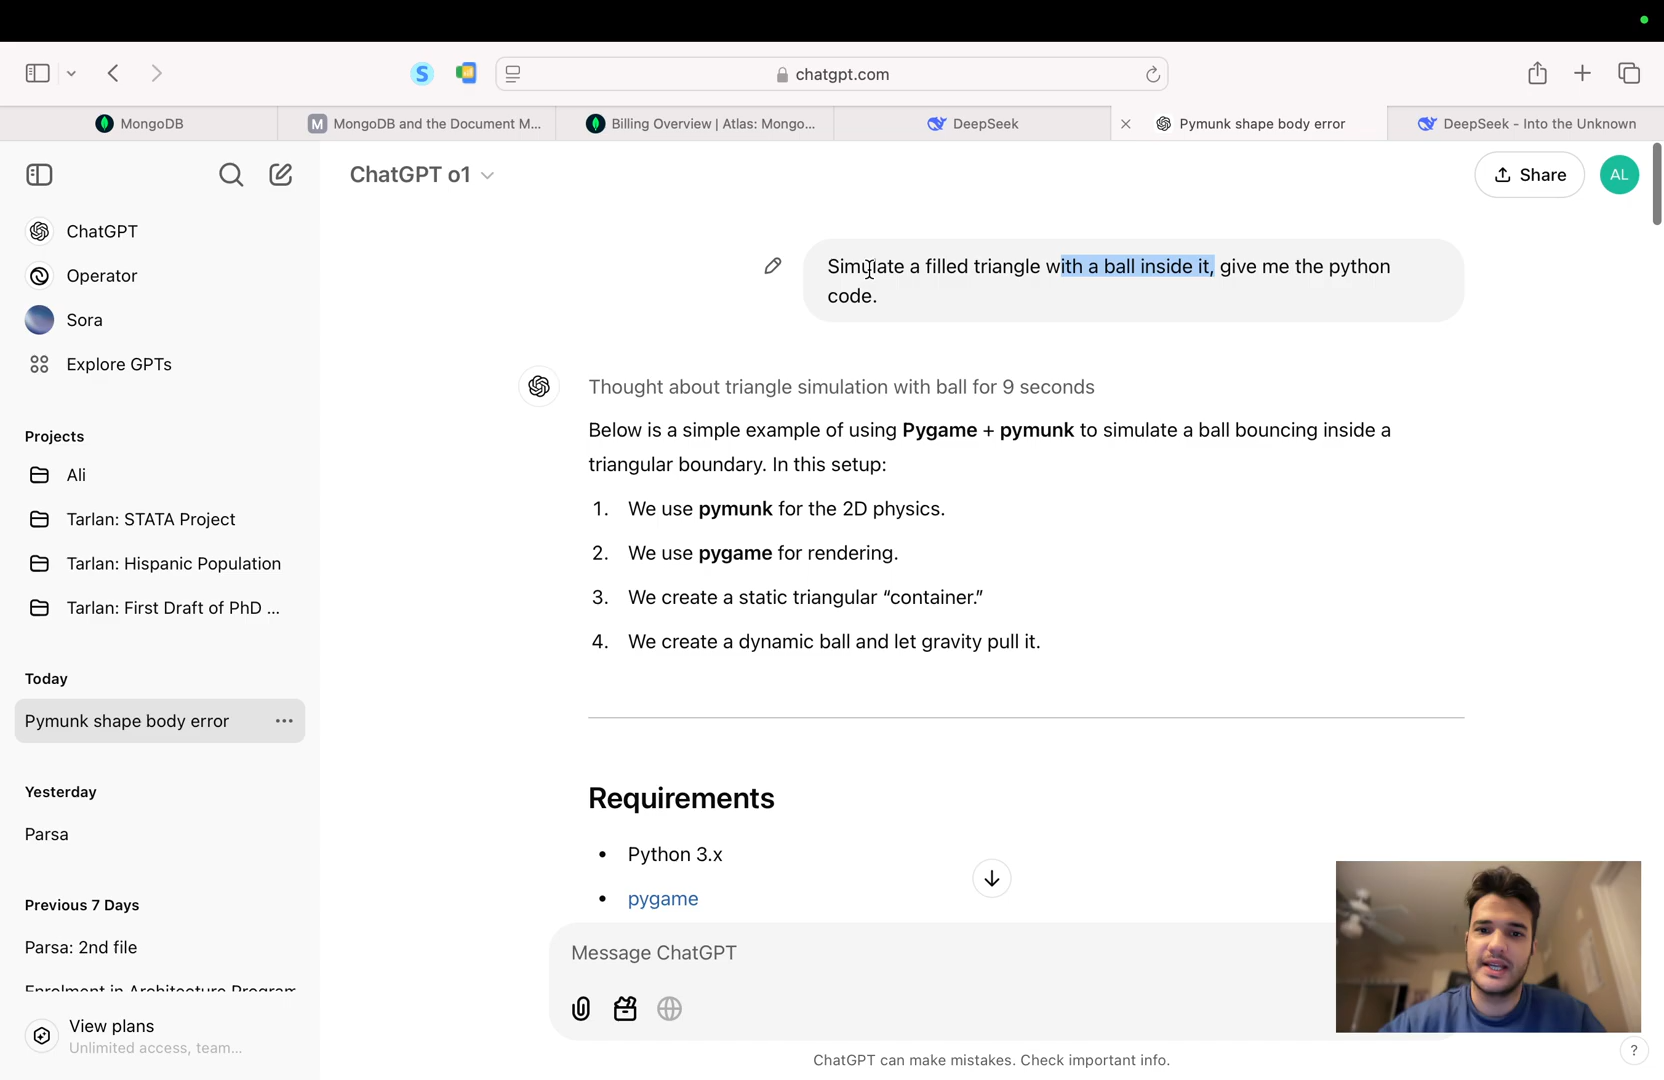 S
chatgpt.com
MongoDB
M MongoDB and the Document M...
Billing Overview | Atlas: Mongo...
DeepSeek
Pymunk shape body error
DeepSeek - Into the Unknown
ChatGPT o1
Share
AL
ChatGPT
Operator
Sora
Explore GPTs
Projects
Ali
Tarlan: STATA Project
Tarlan: Hispanic Population
Tarlan: First Draft of PhD ...
Today
Pymunk shape body error
Yesterday
Parsa
Previous 7 Days
Parsa: 2nd file
Enrolment in Architecture Program
View plans
Unlimited access, team...
Simulate a filled triangle with a ball inside it, give me the python
code.
Thought about triangle simulation with ball for 9 seconds
Below is a simple example of using Pygame + pymunk to simulate a ball bouncing inside a
triangular boundary. In this setup:
1. We use pymunk for the 2D physics.
2. We use pygame for rendering.
3. We create a static triangular “container.”
4. We create a dynamic ball and let gravity pull it.
Requirements
• Python 3.x
• pygame
Message ChatGPT
ChatGPT can make mistakes. Check important info.
?